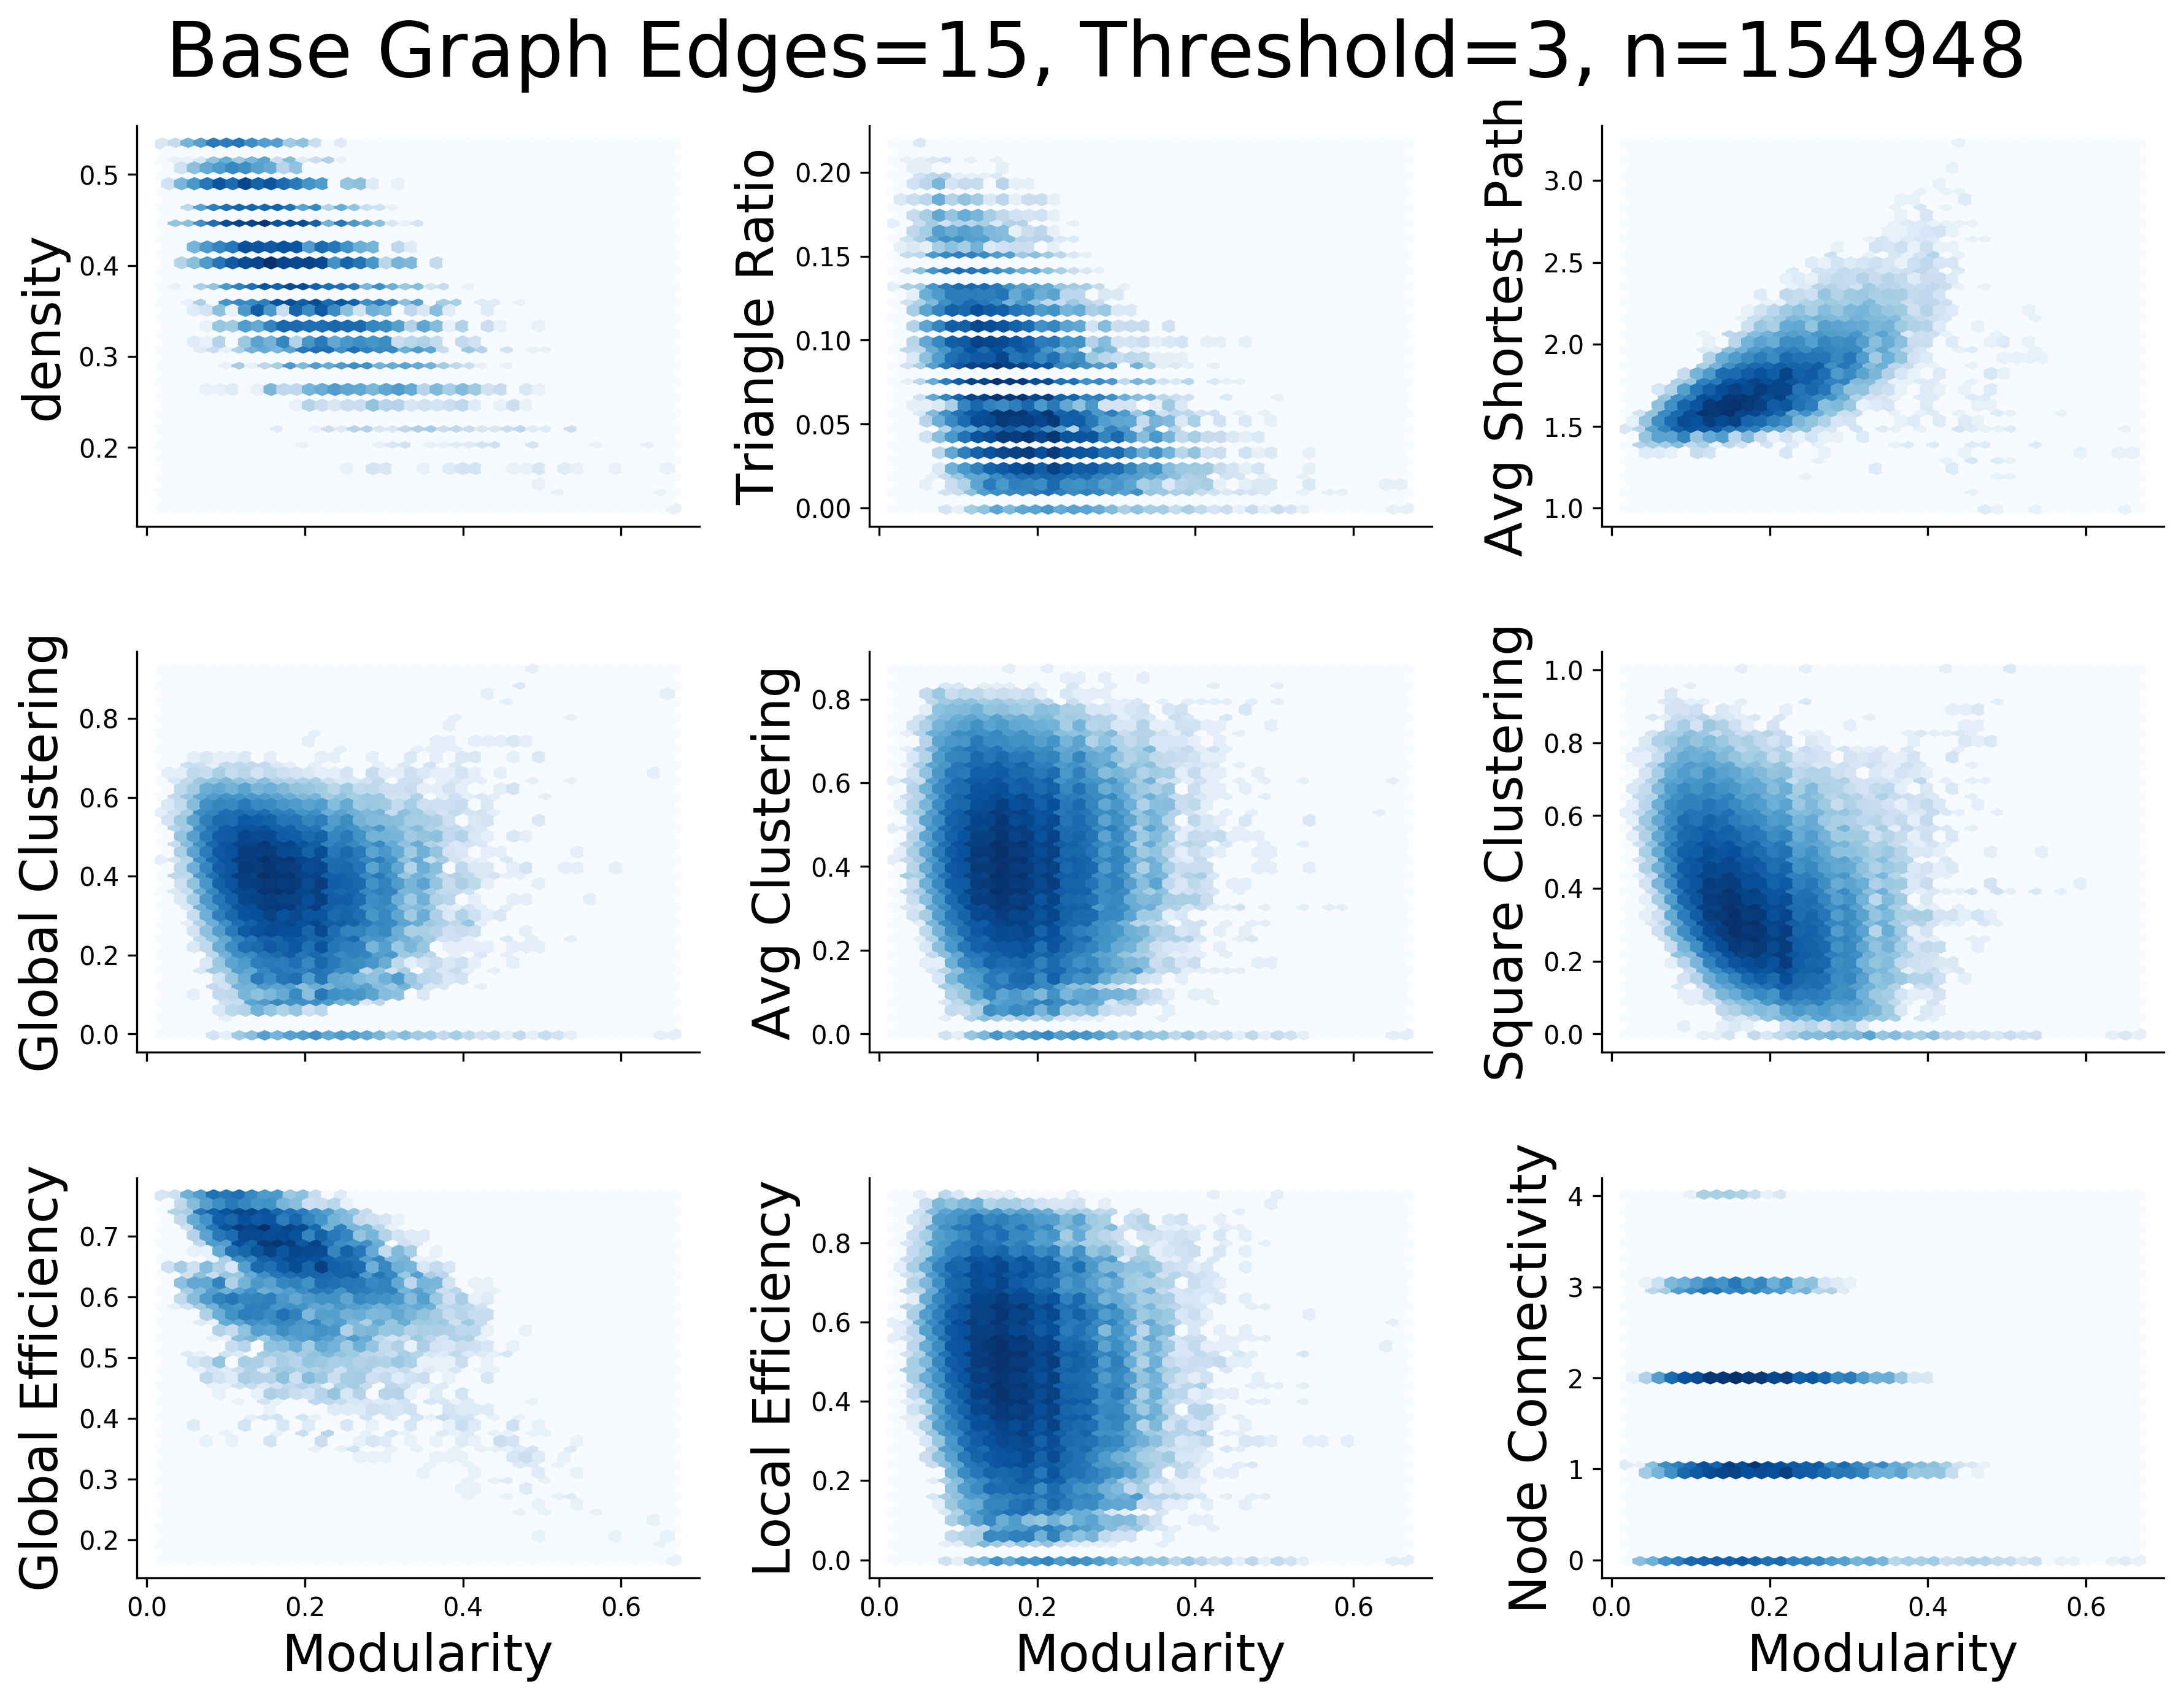 Base Graph Edges=15, Threshold=3, n=154948
density
0.5
0.4
0.3
0.2
Triangle Ratio
0.20
0.15
0.10
0.05
0.00
Avg Shortest Path
3.0
2.5
2.0
1.5
1.0
Global Clustering
0.8
0.6
0.4
0.2
0.0
Avg Clustering
0.8
0.6
0.4
0.2
0.0
Square Clustering
1.0
0.8
0.6
0.4
0.2
0.0
Global Efficiency
0.7
0.6
0.5
0.4
0.3
0.2
0.0 0.2 0.4 0.6
Modularity
Local Efficiency
0.8
0.6
0.4
0.2
0.0
0.0 0.2 0.4 0.6
Modularity
Node Connectivity
4
3
2
1
0
0.0 0.2 0.4 0.6
Modularity